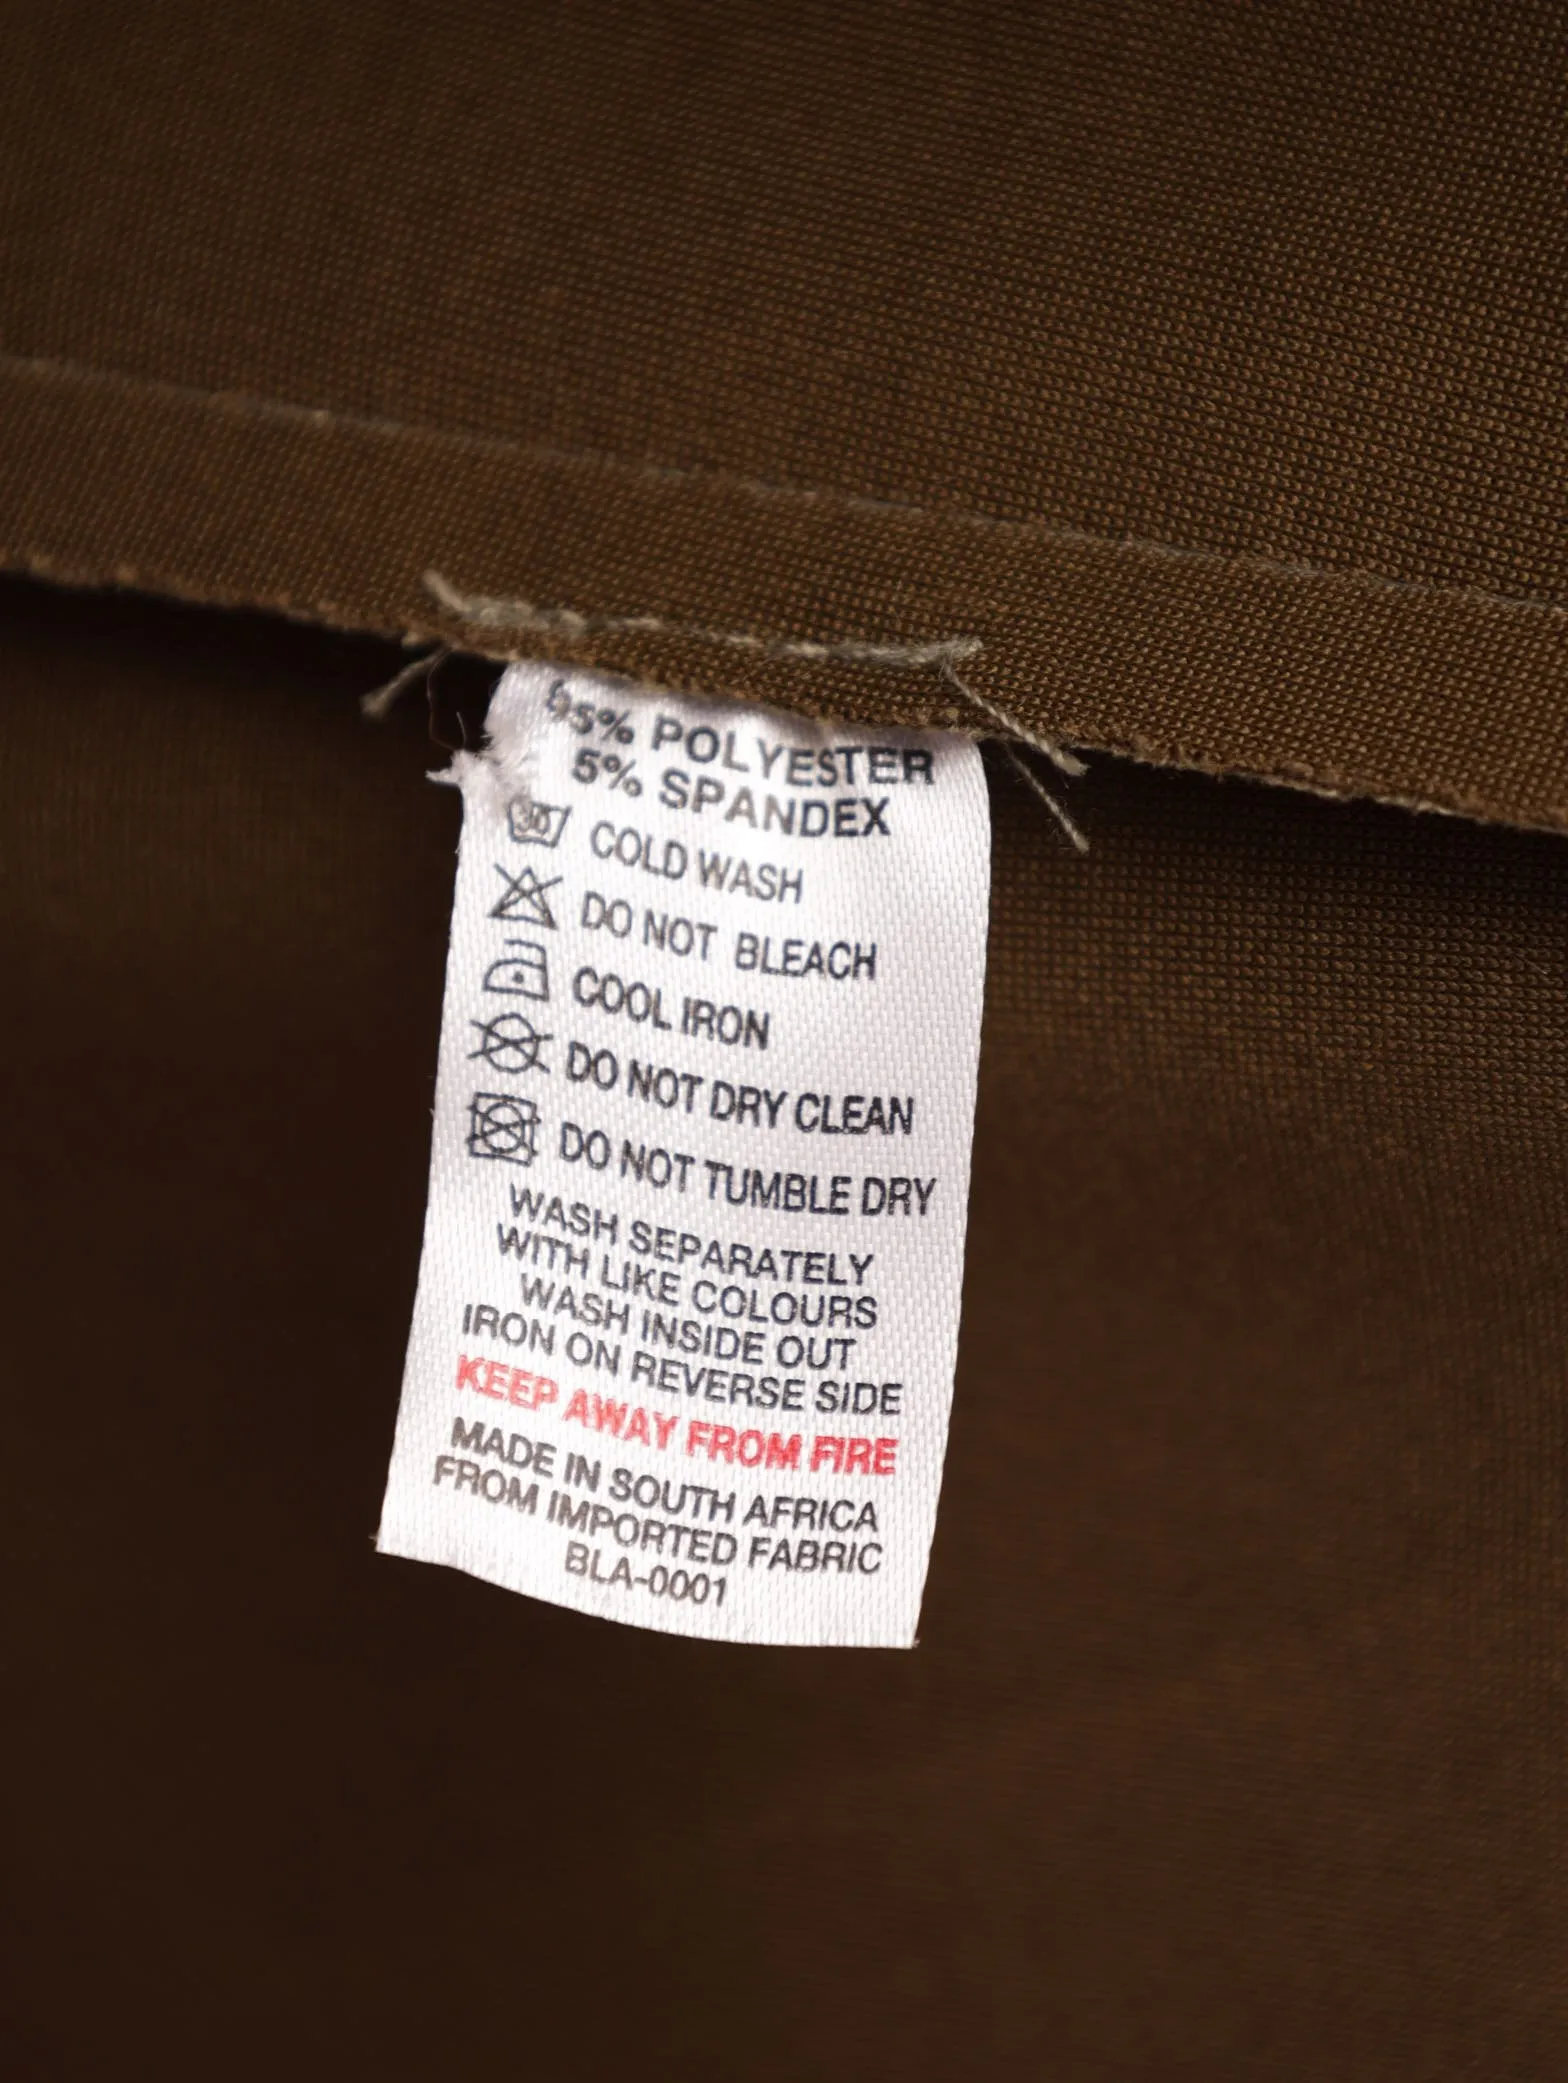 95% POLYESTER
5% SPANDEX
30 COLD WASH
DO NOT BLEACH
COOL IRON
DO NOT DRY CLEAN
DO NOT TUMBLE DRY
WASH SEPARATELY
WITH LIKE COLOURS
WASH INSIDE OUT
IRON ON REVERSE SIDE
KEEP AWAY FROM FIRE
MADE IN SOUTH AFRICA
FROM IMPORTED FABRIC
BLA-0001